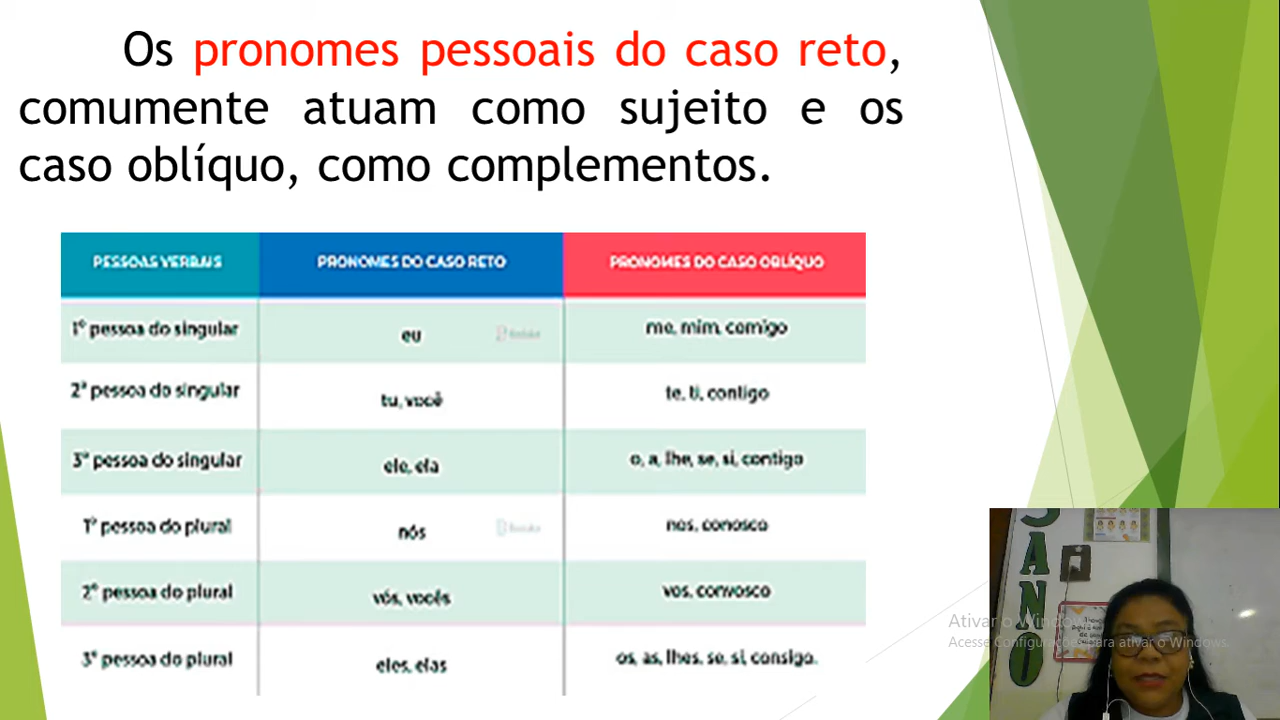 Os pronomes pessoais do caso reto,
comumente atuam como sujeito e os
caso oblíquo, como complementos.
PESSOAS VERBAIS PRONOMES DO CASO RETO PRONOMES DO CASO OBLÍQUO
1ª pessoa do singular eu me, mim, comigo
2ª pessoa do singular tu, você te, ti, contigo
3ª pessoa do singular ele, ela o, a, lhe, se, si, contigo
1ª pessoa do plural nós nos, conosco
2ª pessoa do plural vós, vocês vos, convosco
3ª pessoa do plural eles, elas os, as, lhes, se, si, consigo.
Ativar o Windows
Acesse Configurações para ativar o Windows.
ANO